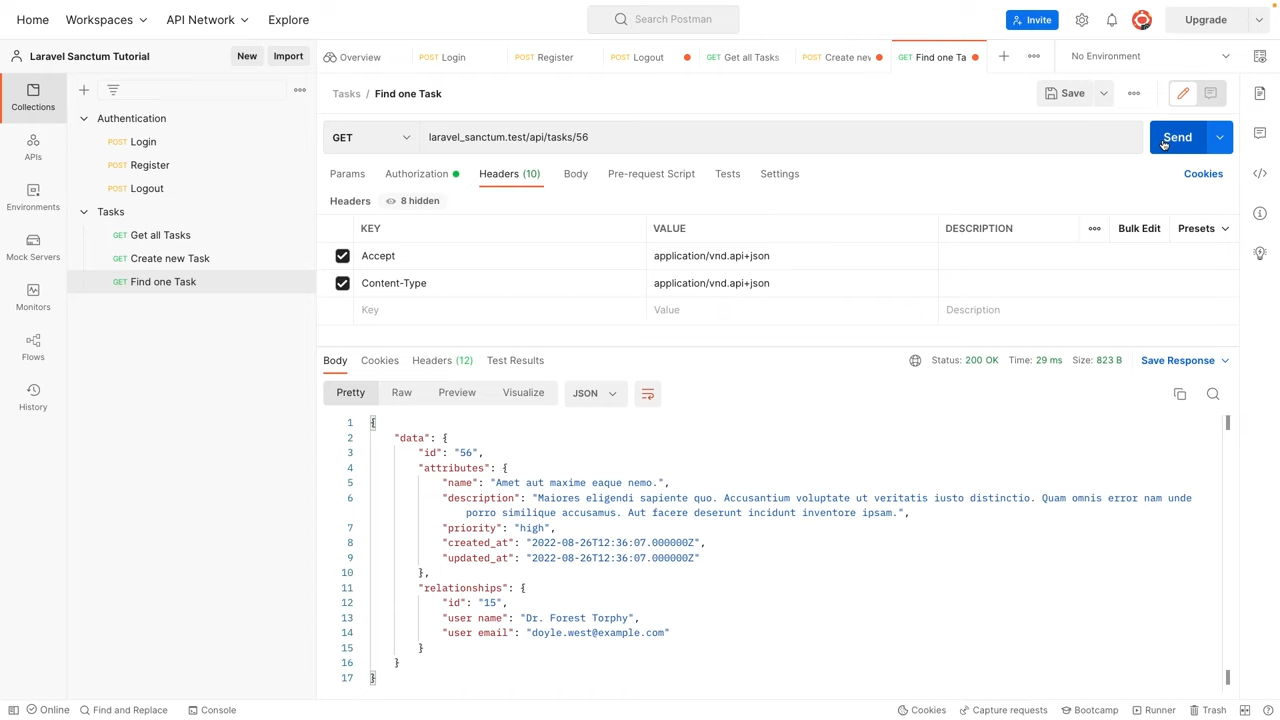 Home Workspaces API Network Explore Search Postman Invite Upgrade
Laravel Sanctum Tutorial New Import Overview POST Login POST Register POST Logout GET Get all Tasks POST Create nev GET Find one Ta No Environment
Collections
APIs
Environments
Mock Servers
Monitors
Flows
History
Authentication
POST Login
POST Register
POST Logout
Tasks
GET Get all Tasks
GET Create new Task
GET Find one Task
Tasks / Find one Task Save
GET laravel_sanctum.test/api/tasks/56 Send
Params Authorization Headers (10) Body Pre-request Script Tests Settings Cookies
Headers 8 hidden
KEY VALUE DESCRIPTION Bulk Edit Presets
Accept application/vnd.api+json
Content-Type application/vnd.api+json
Key Value Description
Body Cookies Headers (12) Test Results Status: 200 OK Time: 29 ms Size: 823 B Save Response
Pretty Raw Preview Visualize JSON
1 {
2 "data": {
3 "id": "56",
4 "attributes": {
5 "name": "Amet aut maxime eaque nemo.",
6 "description": "Maiores eligendi sapiente quo. Accusantium voluptate ut veritatis iusto distinctio. Quam omnis error nam unde
porro similique accusamus. Aut facere deserunt incidunt inventore ipsam.",
7 "priority": "high",
8 "created_at": "2022-08-26T12:36:07.000000Z",
9 "updated_at": "2022-08-26T12:36:07.000000Z"
10 },
11 "relationships": {
12 "id": "15",
13 "user name": "Dr. Forest Torphy",
14 "user email": "doyle.west@example.com"
15 }
16 }
17 }
Online Find and Replace Console Cookies Capture requests Bootcamp Runner Trash